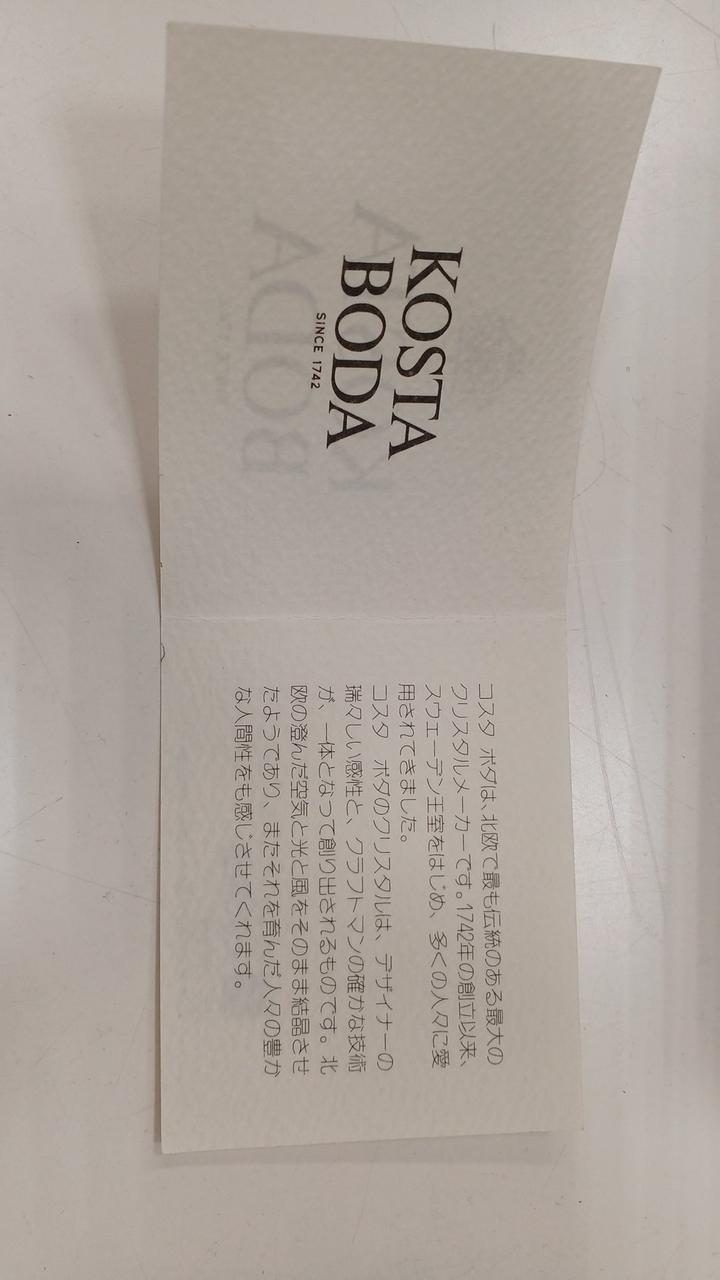 KOSTA
BODA
SINCE 1742
コスタ ボダは、北欧で最も伝統のある最大の
クリスタルメーカーです。1742年の創立以来、
スウェーデン王室をはじめ、多くの人々に愛
用されてきました。
コスタ ボダのクリスタルは、デザイナーの
瑞々しい感性と、クラフトマンの確かな技術
が、一体となって創り出されるものです。北
欧の澄んだ空気と光と風をそのまま結晶させ
たようであり、またそれを育んだ人々の豊か
な人間性をも感じさせてくれます。